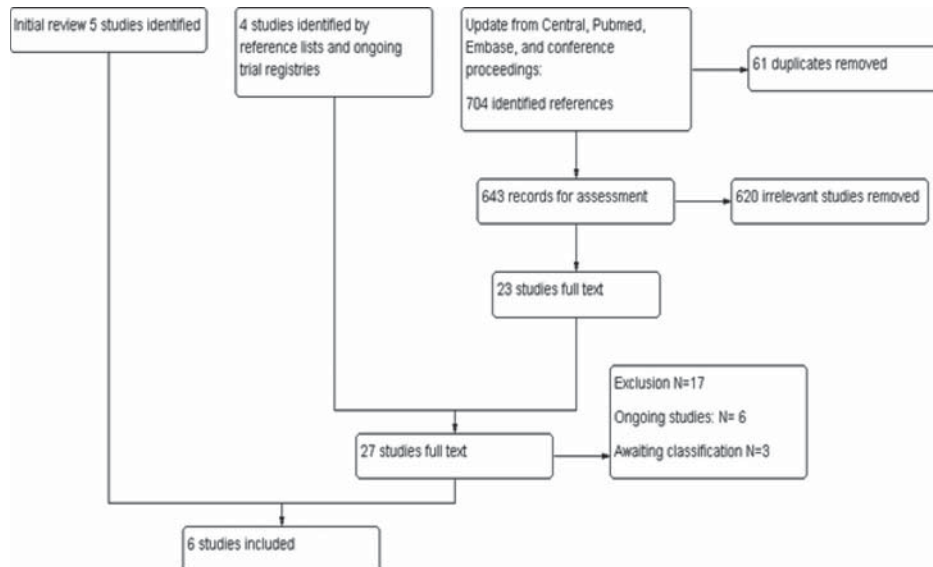 Initial review 5 studies identified
4 studies identified by
reference lists and ongoing
trial registries
Update from Central, Pubmed,
Embase, and conference
proceedings:
704 identified references
61 duplicates removed
643 records for assessment
620 irrelevant studies removed
23 studies full text
Exclusion N=17
Ongoing studies: N= 6
Awaiting classification N=3
27 studies full text
6 studies included